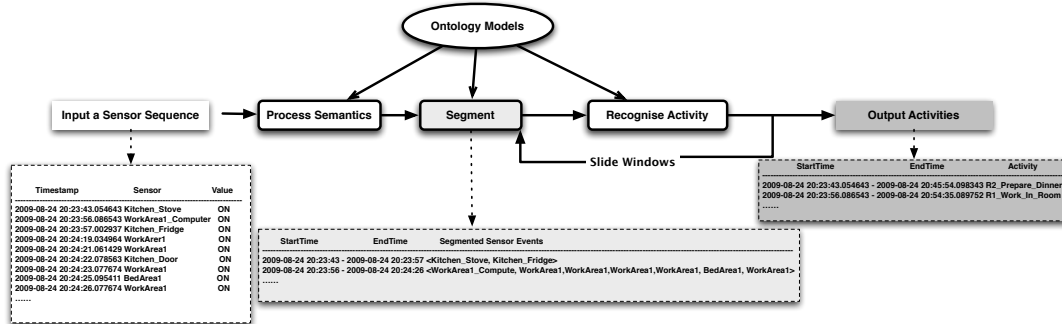 Ontology Models
Input a Sensor Sequence
Process Semantics
Segment
Recognise Activity
Output Activities
Slide Windows
Timestamp Sensor Value
2009-08-24 20:23:43.054643 Kitchen_Stove ON
2009-08-24 20:23:56.086543 WorkArea1_Computer ON
2009-08-24 20:23:57.002937 Kitchen_Fridge ON
2009-08-24 20:24:19.034964 WorkArer1 ON
2009-08-24 20:24:21.061429 WorkArea1 ON
2009-08-24 20:24:22.078563 Kitchen_Door ON
2009-08-24 20:24:23.077674 WorkArea1 ON
2009-08-24 20:24:25.095411 BedArea1 ON
2009-08-24 20:24:26.077674 WorkArea1 ON
......
StartTime EndTime Segmented Sensor Events
2009-08-24 20:23:43 - 2009-08-24 20:23:57 <Kitchen_Stove, Kitchen_Fridge>
2009-08-24 20:23:56 - 2009-08-24 20:24:26 <WorkArea1_Compute, WorkArea1,WorkArea1,WorkArea1,WorkArea1, BedArea1, WorkArea1>
......
StartTime EndTime Activity
2009-08-24 20:23:43.054643 - 2009-08-24 20:45:54.098343 R2_Prepare_Dinner
2009-08-24 20:23:56.086543 - 2009-08-24 20:54:35.089752 R1_Work_In_Room
......